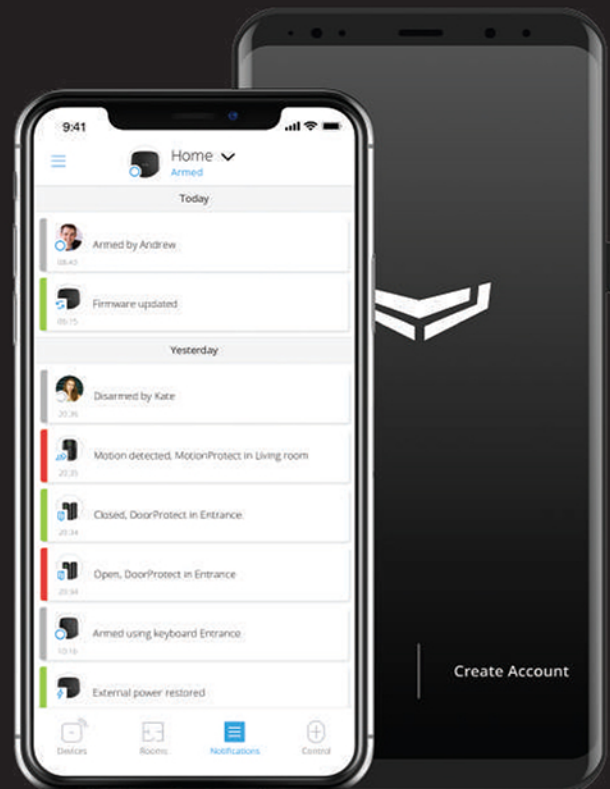 9:41
Home
Armed
Today
Armed by Andrew
08:45
Firmware updated
05:15
Yesterday
Disarmed by Kate
20:36
Motion detected, MotionProtect in Living room
20:35
Closed, DoorProtect in Entrance
20:34
Open, DoorProtect in Entrance
20:34
Armed using keyboard Entrance
10:16
External power restored
Devices
Rooms
Notifications
Control
Create Account